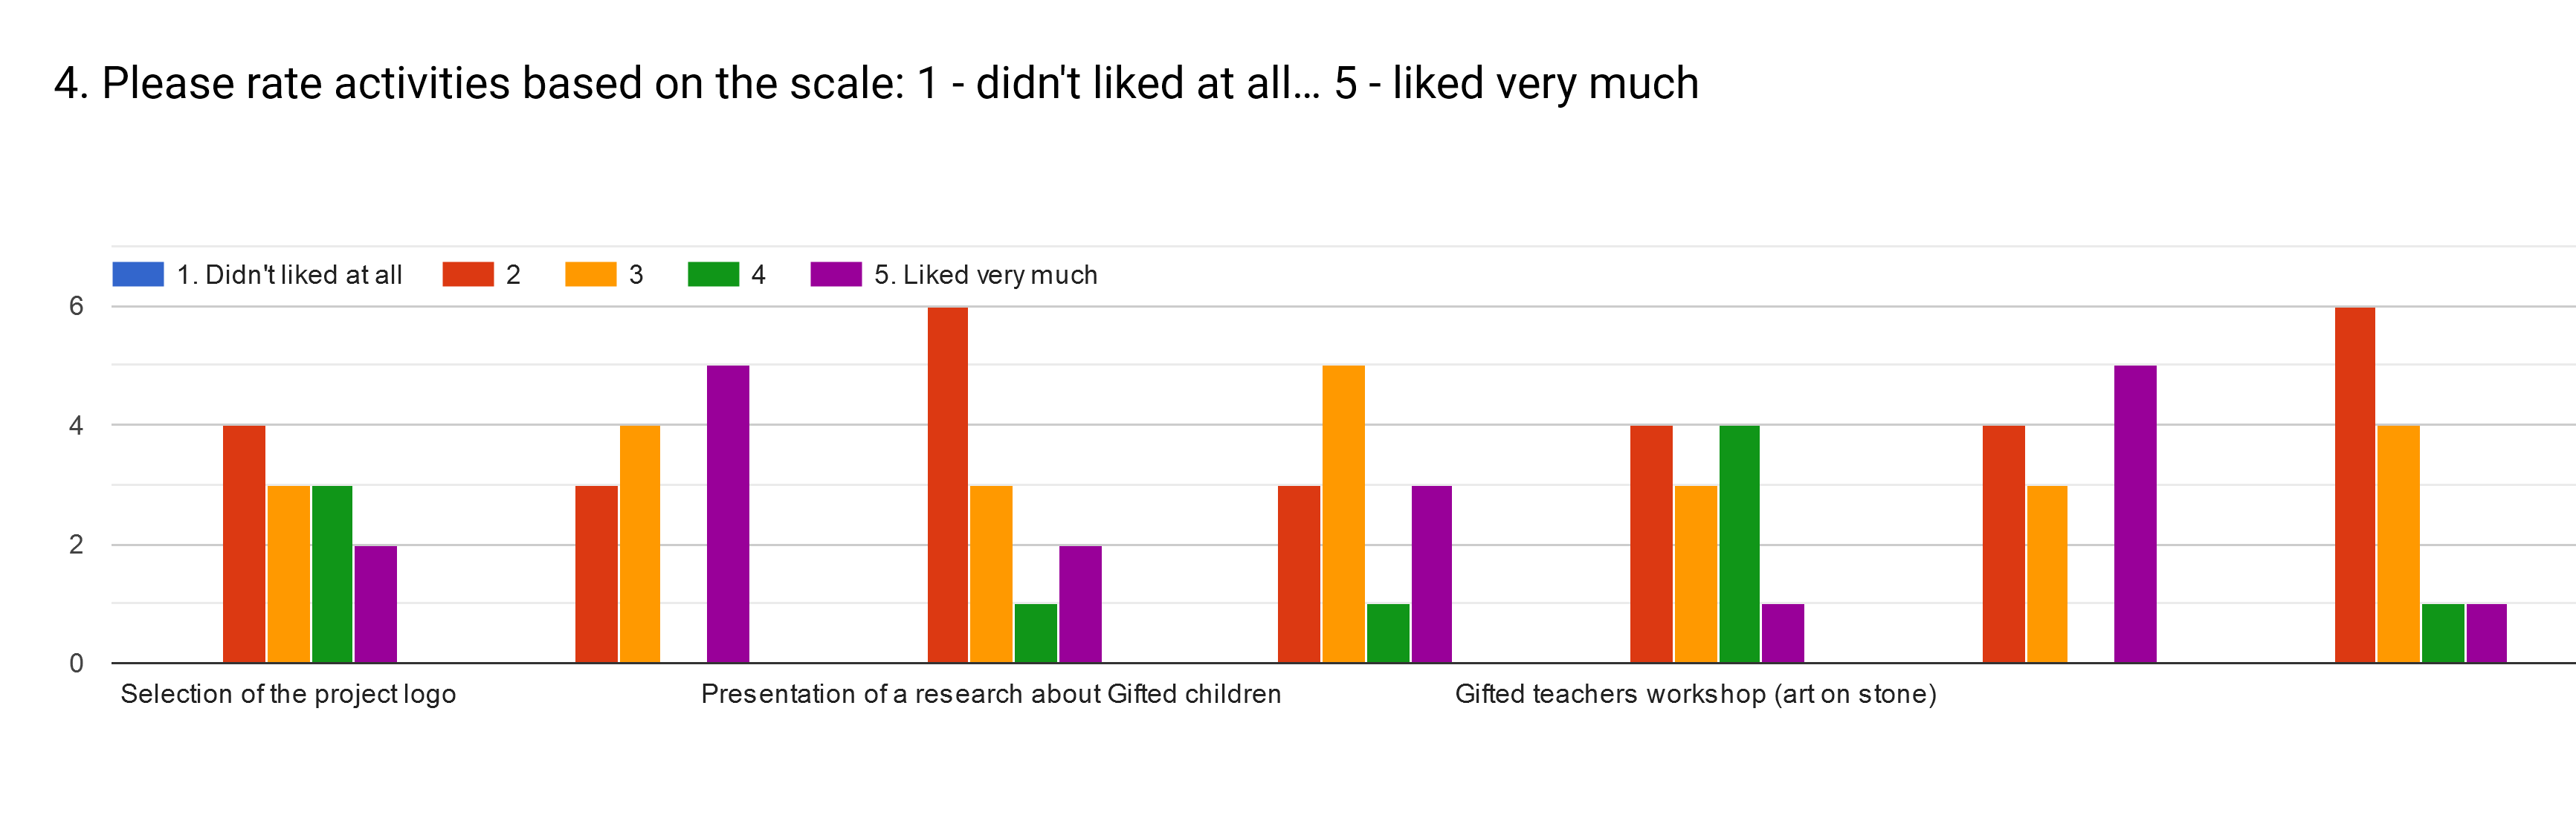 4. Please rate activities based on the scale: 1 - didn't liked at all... 5 - liked very much
1. Didn't liked at all 2 3 4 5. Liked very much
6
4
2
0
Selection of the project logo Presentation of a research about Gifted children Gifted teachers workshop (art on stone)